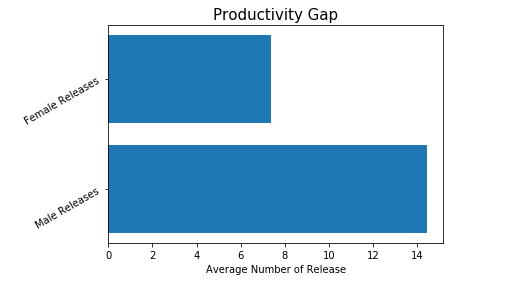 Productivity Gap
Female Releases
Male Releases
0 2 4 6 8 10 12 14
Average Number of Release